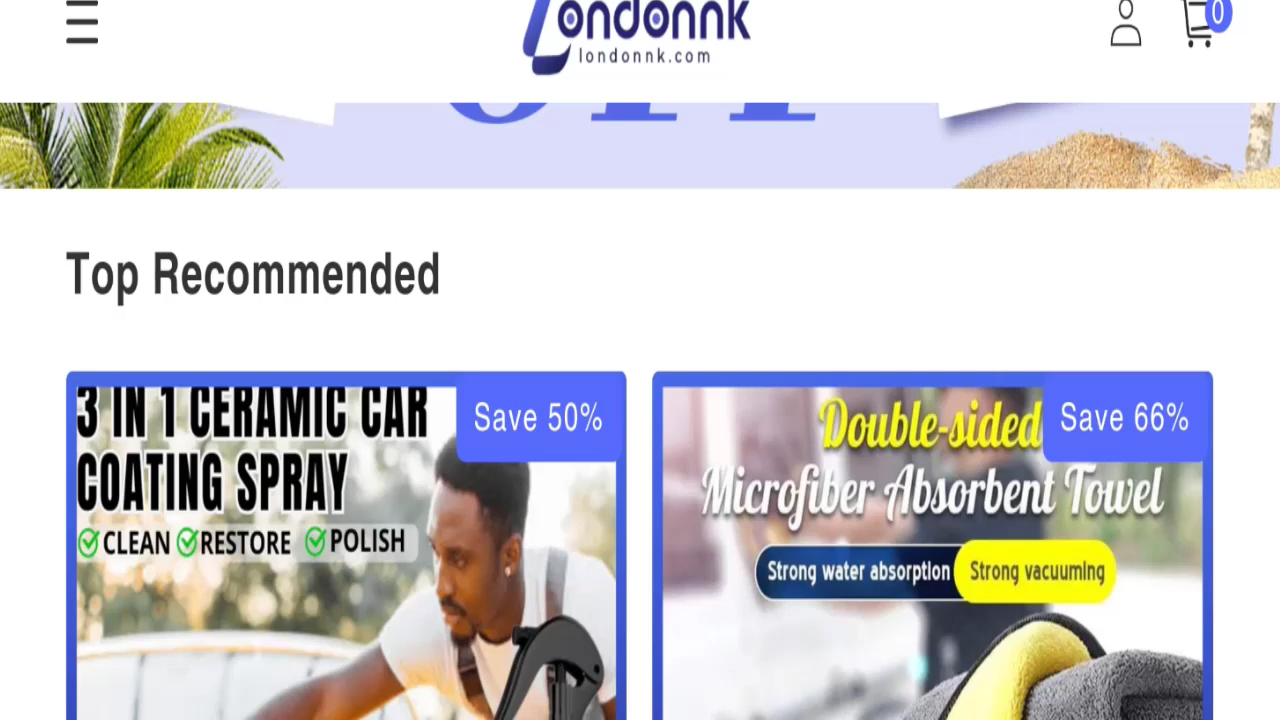 Londonnk
londonnk.com
0
OFF
Top Recommended
3 IN 1 CERAMIC CAR
COATING SPRAY
CLEAN RESTORE POLISH
Save 50%
Double-sided
Microfiber Absorbent Towel
Strong water absorption Strong vacuuming
Save 66%